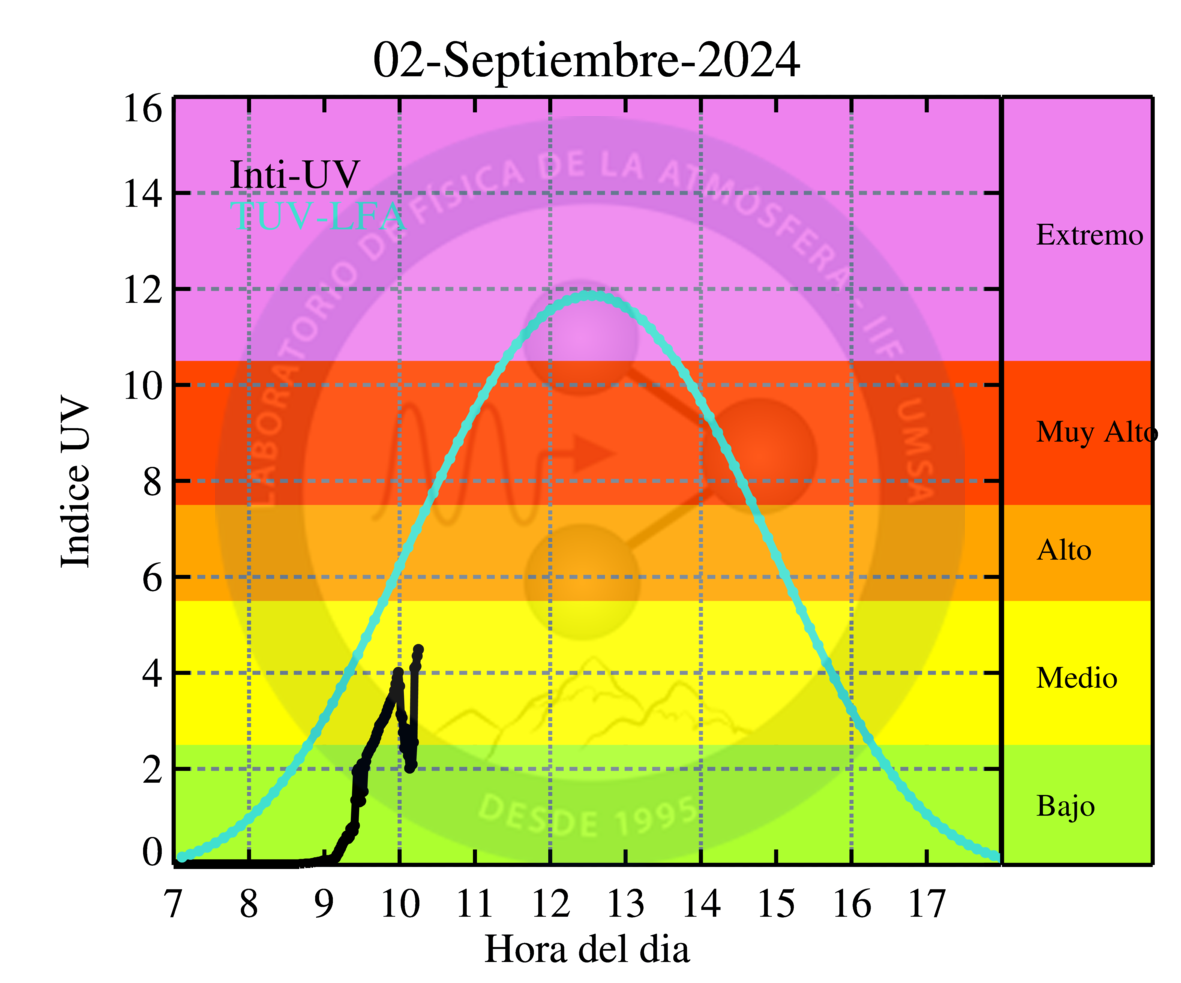 02-Septiembre-2024
16
14
12
10
8
6
4
2
0
Indice UV
Inti-UV
TUV-LFA
LABORATORIO DE FÍSICA DE LA ATMÓSFERA - IIF - UMSA
DESDE 1995
Extremo
Muy Alto
Alto
Medio
Bajo
7 8 9 10 11 12 13 14 15 16 17
Hora del dia